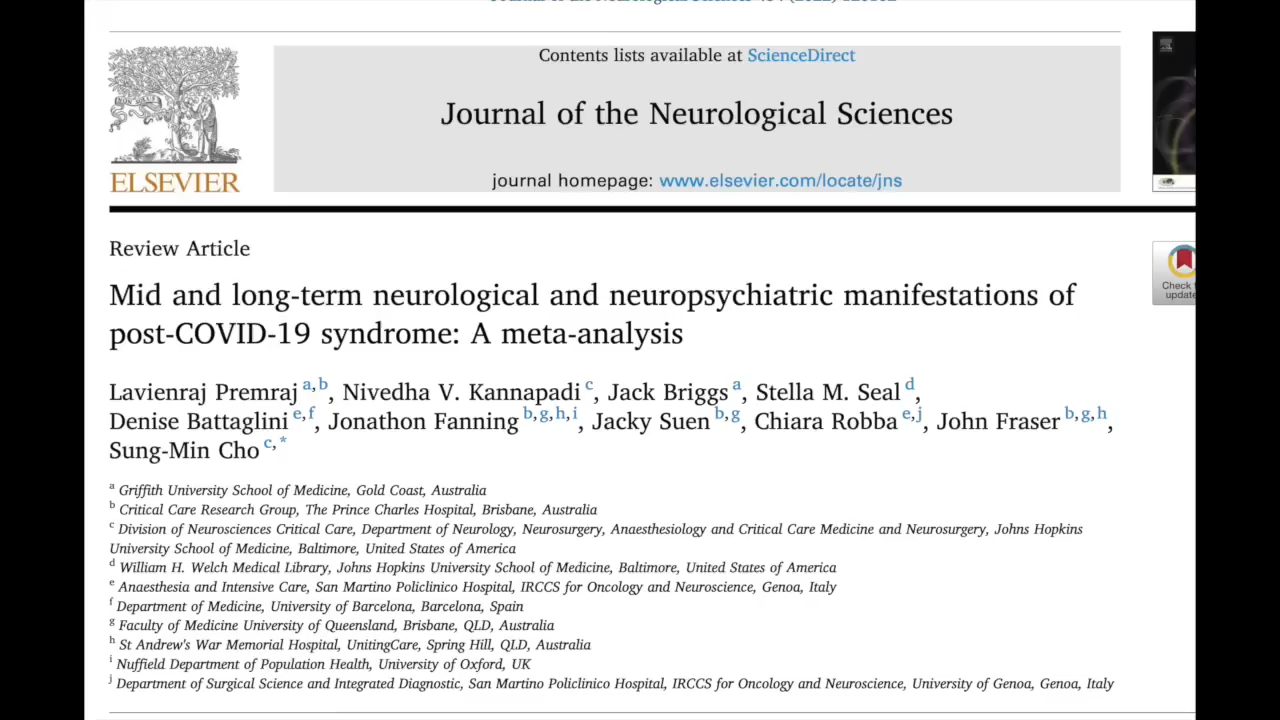 Contents lists available at ScienceDirect
Journal of the Neurological Sciences
journal homepage: www.elsevier.com/locate/jns
ELSEVIER
Review Article
Mid and long-term neurological and neuropsychiatric manifestations of
post-COVID-19 syndrome: A meta-analysis
Check
update
Lavienraj Premraj a,b, Nivedha V. Kannapadi c, Jack Briggs a, Stella M. Seal d,
Denise Battaglini e,f, Jonathon Fanning b,g,h,i, Jacky Suen b,g, Chiara Robba e,j, John Fraser b,g,h,
Sung-Min Cho c,*
a Griffith University School of Medicine, Gold Coast, Australia
b Critical Care Research Group, The Prince Charles Hospital, Brisbane, Australia
c Division of Neurosciences Critical Care, Department of Neurology, Neurosurgery, Anaesthesiology and Critical Care Medicine and Neurosurgery, Johns Hopkins
University School of Medicine, Baltimore, United States of America
d William H. Welch Medical Library, Johns Hopkins University School of Medicine, Baltimore, United States of America
e Anaesthesia and Intensive Care, San Martino Policlinico Hospital, IRCCS for Oncology and Neuroscience, Genoa, Italy
f Department of Medicine, University of Barcelona, Barcelona, Spain
g Faculty of Medicine University of Queensland, Brisbane, QLD, Australia
h St Andrew's War Memorial Hospital, UnitingCare, Spring Hill, QLD, Australia
i Nuffield Department of Population Health, University of Oxford, UK
j Department of Surgical Science and Integrated Diagnostic, San Martino Policlinico Hospital, IRCCS for Oncology and Neuroscience, University of Genoa, Genoa, Italy